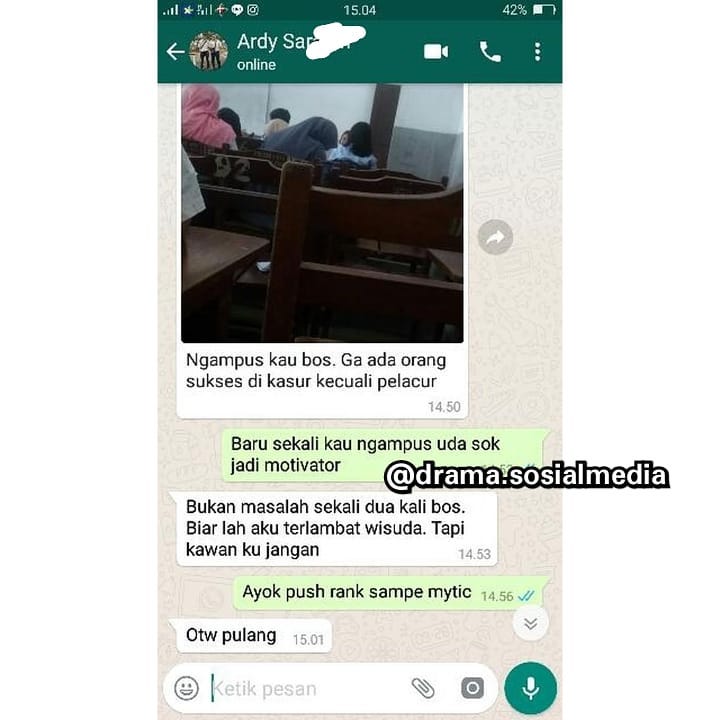 15.04
42%
Ardy
online
92
Ngampus kau bos. Ga ada orang
sukses di kasur kecuali pelacur
14.50
Baru sekali kau ngampus uda sok
jadi motivator
@drama.sosialmedia
Bukan masalah sekali dua kali bos.
Biar lah aku terlambat wisuda. Tapi
kawan ku jangan
14.53
Ayok push rank sampe mytic
14.56
Otw pulang
15.01
Ketik pesan